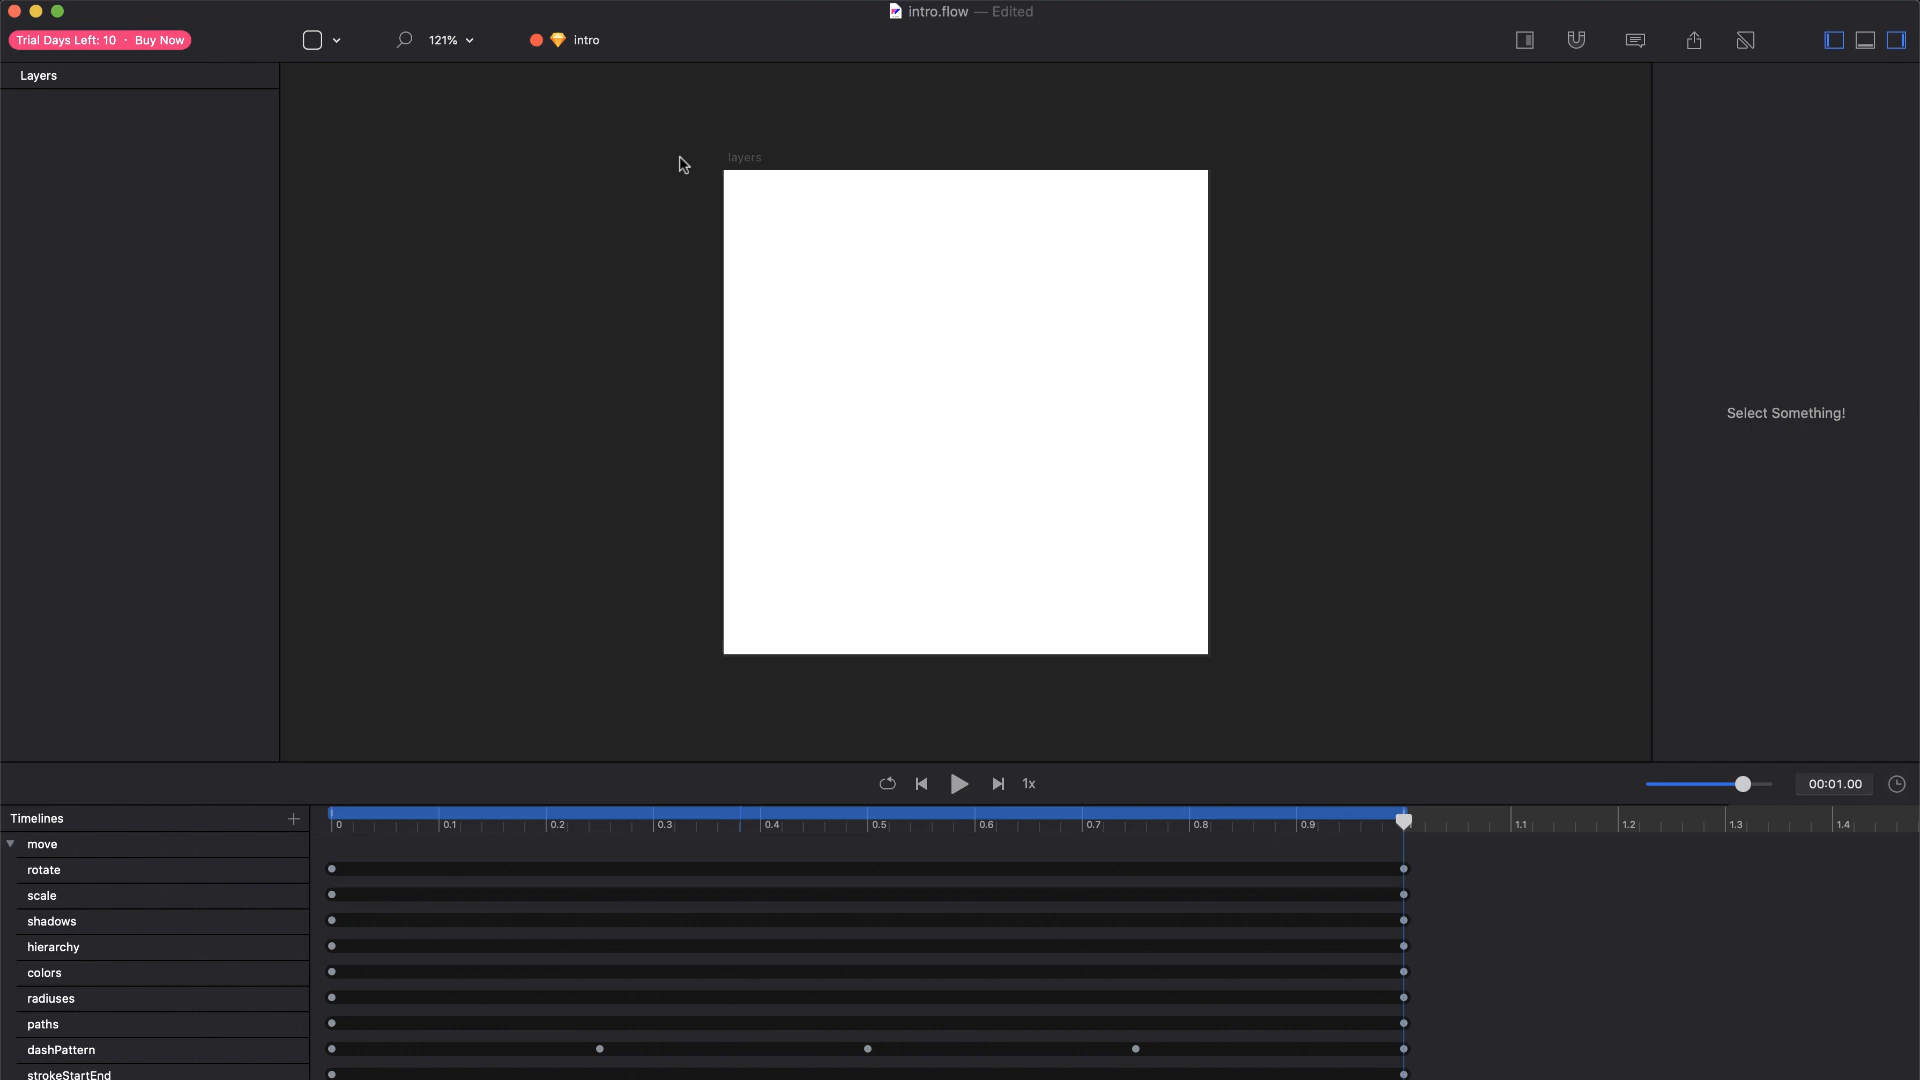 intro.flow — Edited
Trial Days Left: 10 · Buy Now
121%
intro
Layers
layers
Select Something!
1x
00:01.00
Timelines
0 0.1 0.2 0.3 0.4 0.5 0.6 0.7 0.8 0.9 1.1 1.2 1.3 1.4
move
rotate
scale
shadows
hierarchy
colors
radiuses
paths
dashPattern
strokeStartEnd